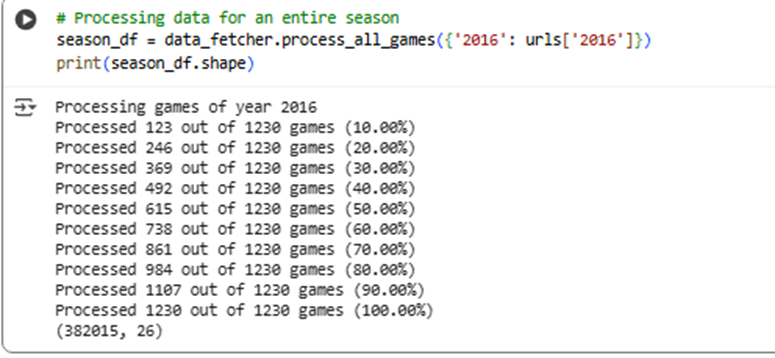 # Processing data for an entire season
season_df = data_fetcher.process_all_games({'2016': urls['2016']})
print(season_df.shape)
Processing games of year 2016
Processed 123 out of 1230 games (10.00%)
Processed 246 out of 1230 games (20.00%)
Processed 369 out of 1230 games (30.00%)
Processed 492 out of 1230 games (40.00%)
Processed 615 out of 1230 games (50.00%)
Processed 738 out of 1230 games (60.00%)
Processed 861 out of 1230 games (70.00%)
Processed 984 out of 1230 games (80.00%)
Processed 1107 out of 1230 games (90.00%)
Processed 1230 out of 1230 games (100.00%)
(382015, 26)